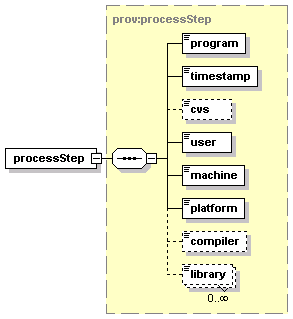 prov:processStep
program
timestamp
cvs
user
processStep
machine
platform
compiler
library
0..∞